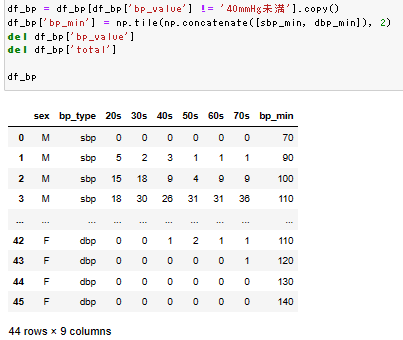 df_bp = df_bp[df_bp['bp_value'] != '40mmHg未満'].copy()
df_bp['bp_min'] = np.tile(np.concatenate([sbp_min, dbp_min]), 2)
del df_bp['bp_value']
del df_bp['total']
df_bp
sex bp_type 20s 30s 40s 50s 60s 70s bp_min
0 M sbp 0 0 0 0 0 0 70
1 M sbp 5 2 3 1 1 1 90
2 M sbp 15 18 9 4 9 9 100
3 M sbp 18 30 26 31 31 36 110
... ... ... ... ... ... ... ... ... ...
42 F dbp 0 0 1 2 1 1 110
43 F dbp 0 0 0 0 0 1 120
44 F dbp 0 0 0 0 0 0 130
45 F dbp 0 0 0 0 0 0 140
44 rows × 9 columns